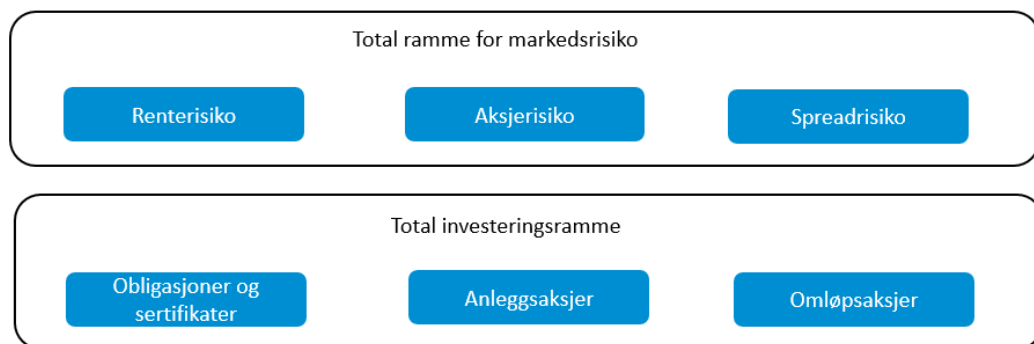 Total ramme for markedsrisiko
Renterisiko
Aksjerisiko
Spreadrisiko
Total investeringsramme
Obligasjoner og
sertifikater
Anleggsaksjer
Omløpsaksjer